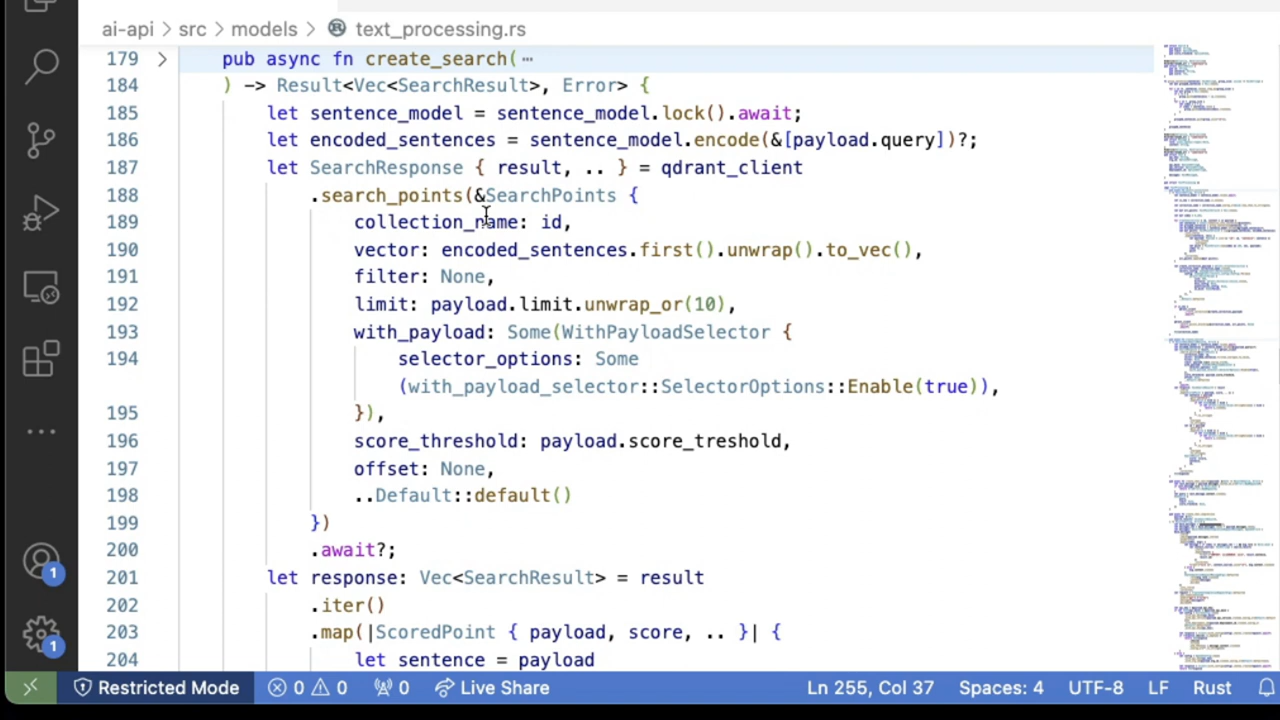 ai-api > src > models > text_processing.rs
179 > pub async fn create_search(…
184 ) -> Result<Vec<SearchResult>, Error> {
185 let sentence_model = sentence_model.lock().await;
186 let encoded_sentences = sentence_model.encode(&[payload.query])?;
187 let SearchResponse { result, .. } = qdrant_client
188 .search_points(&SearchPoints {
189 collection_name: id,
190 vector: encoded_sentences.first().unwrap().to_vec(),
191 filter: None,
192 limit: payload.limit.unwrap_or(10),
193 with_payload: Some(WithPayloadSelector {
194 selector_options: Some
(with_payload_selector::SelectorOptions::Enable(true)),
195 }),
196 score_threshold: payload.score_treshold,
197 offset: None,
198 ..Default::default()
199 })
200 .await?;
201 let response: Vec<SearchResult> = result
202 .iter()
203 .map(|ScoredPoint { payload, score, .. }| {
204 let sentence = payload
1
1
Restricted Mode 0 0 0 Live Share Ln 255, Col 37 Spaces: 4 UTF-8 LF Rust